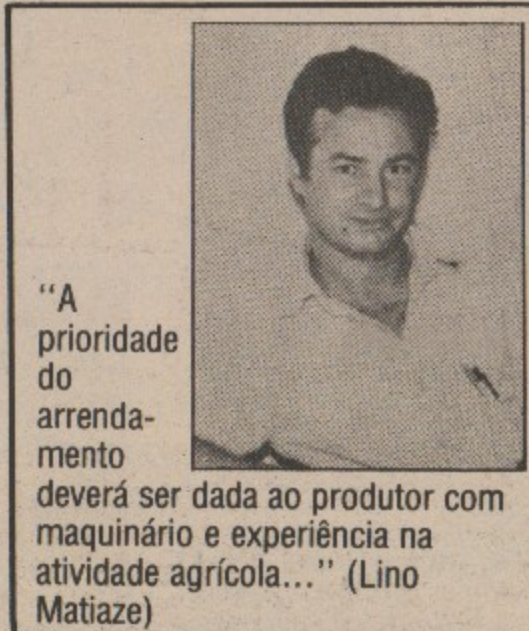 “A
prioridade
do
arrenda-
mento
deverá ser dada ao produtor com
maquinário e experiência na
atividade agrícola...” (Lino
Matiaze)